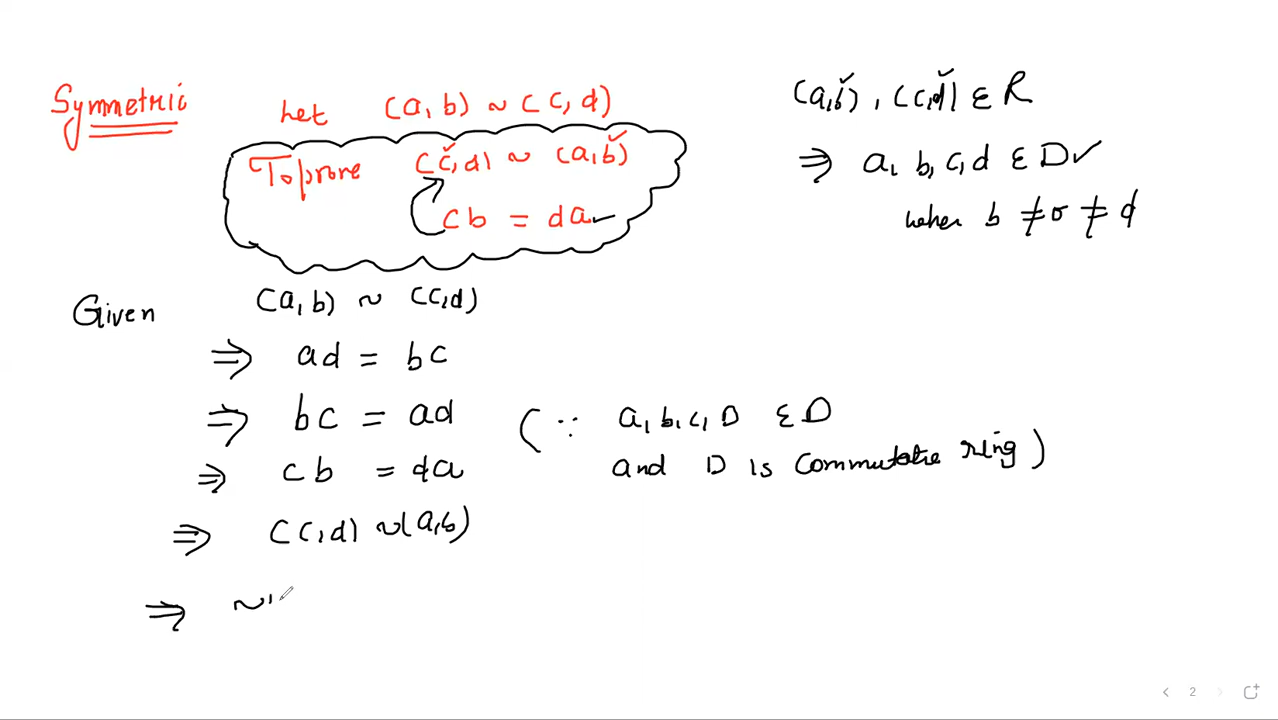 Symmetric
Let (a, b) ~ (c, d)
To prove (c, d) ~ (a, b)
cb = da
(a, b), (c, d) ∈ R
⇒ a, b, c, d ∈ D
when b ≠ 0 ≠ d
Given (a, b) ~ (c, d)
⇒ ad = bc
⇒ bc = ad (∵ a, b, c, D ∈ D
⇒ cb = da and D is commutative ring)
⇒ (c, d) ~ (a, b)
⇒ ~
2